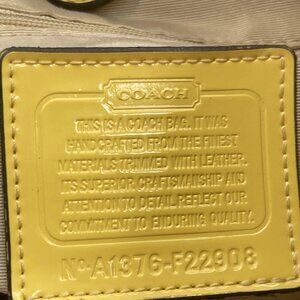 COACH
THIS IS A COACH BAG. IT WAS
HANDCRAFTED FROM THE FINEST
MATERIALS TRIMMED WITH LEATHER.
ITS SUPERIOR CRAFTSMANSHIP AND
ATTENTION TO DETAIL REFLECT OUR
COMMITMENT TO ENDURING QUALITY.
No A1376-F22908